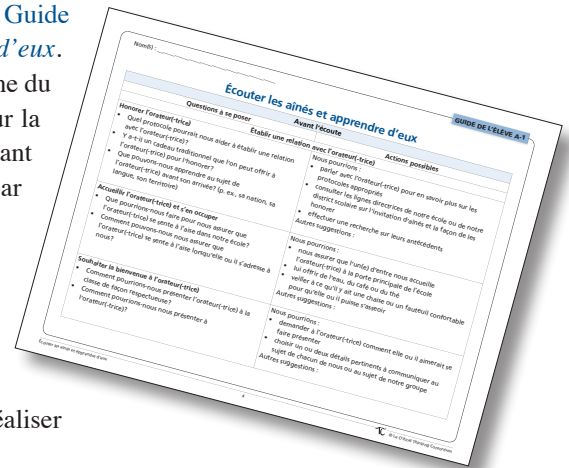 Guide
d'eux.
ne du
ur la
ant
ar
éaliser
Nom(s) :
GUIDE DE L'ÉLÈVE A-1
Écouter les aînés et apprendre d'eux
Avant l'écoute
Questions à se poser
Actions possibles
Établir une relation avec l'orateur(-trice)
Honorer l'orateur(-trice)
• Quel protocole pourrait nous aider à établir une relation
avec l'orateur(-trice)?
• Y a-t-il un cadeau traditionnel que l'on peut offrir à
l'orateur(-trice) pour l'honorer?
• Que pouvons-nous apprendre au sujet de
l'orateur(-trice) avant son arrivée? (p. ex., sa nation, sa
langue, son territoire)
Nous pourrions :
• parler avec l'orateur(-trice) pour en savoir plus sur les
protocoles appropriés
• consulter les lignes directrices de notre école ou de notre
district scolaire sur l'invitation d'aînés et la façon de les
honorer
• effectuer une recherche sur leurs antécédents
Autres suggestions :
Accueillir l'orateur(-trice) et s'en occuper
• Que pourrions-nous faire pour nous assurer que
l'orateur(-trice) se sente à l'aise dans notre école?
• Comment pouvons-nous nous assurer que
l'orateur(-trice) se sente à l'aise lorsqu'elle ou il s'adresse à
nous?
Nous pourrions :
• nous assurer que l'un(e) d'entre nous accueille
l'orateur(-trice) à la porte principale de l'école
• lui offrir de l'eau, du café ou du thé
• veiller à ce qu'il y ait une chaise ou un fauteuil confortable
pour qu'elle ou il puisse s'asseoir
Autres suggestions :
Souhaiter la bienvenue à l'orateur(-trice)
• Comment pourrions-nous présenter l'orateur(-trice) à la
classe de façon respectueuse?
• Comment pourrions-nous nous présenter à
l'orateur(-trice)?
Nous pourrions :
• demander à l'orateur(-trice) comment elle ou il aimerait se
faire présenter
• choisir un ou deux détails pertinents à communiquer au
sujet de chacun de nous ou au sujet de notre groupe
Autres suggestions :
Écouter les aînés et apprendre d'eux
4
© Le Critical Thinking Consortium